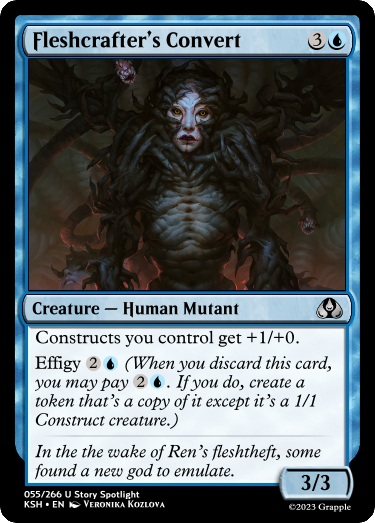 Fleshcrafter's Convert 3
Creature — Human Mutant
Constructs you control get +1/+0.
Effigy 2 (When you discard this card,
you may pay 2 . If you do, create a
token that's a copy of it except it's a 1/1
Construct creature.)
In the the wake of Ren's fleshtheft, some
found a new god to emulate.
3/3
055/266 U Story Spotlight
KSH • EN Veronika Kozlova
©2023 Grapple